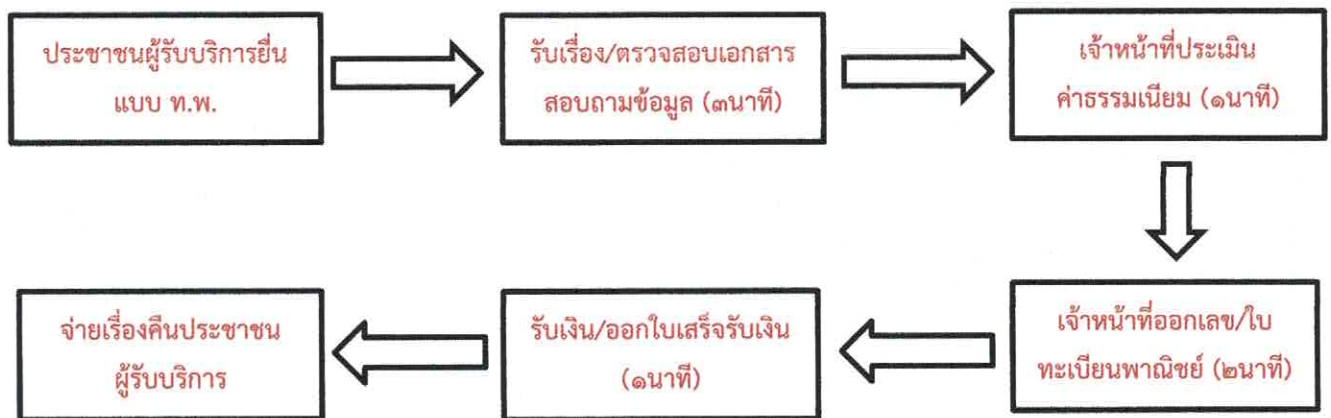 ประชาชนผู้รับบริการยื่น
แบบ ท.พ.
รับเรื่อง/ตรวจสอบเอกสาร
สอบถามข้อมูล (๓นาที)
เจ้าหน้าที่ประเมิน
ค่าธรรมเนียม (๑นาที)
เจ้าหน้าที่ออกเลข/ใบ
ทะเบียนพาณิชย์ (๒นาที)
รับเงิน/ออกใบเสร็จรับเงิน
(๑นาที)
จ่ายเรื่องคืนประชาชน
ผู้รับบริการ